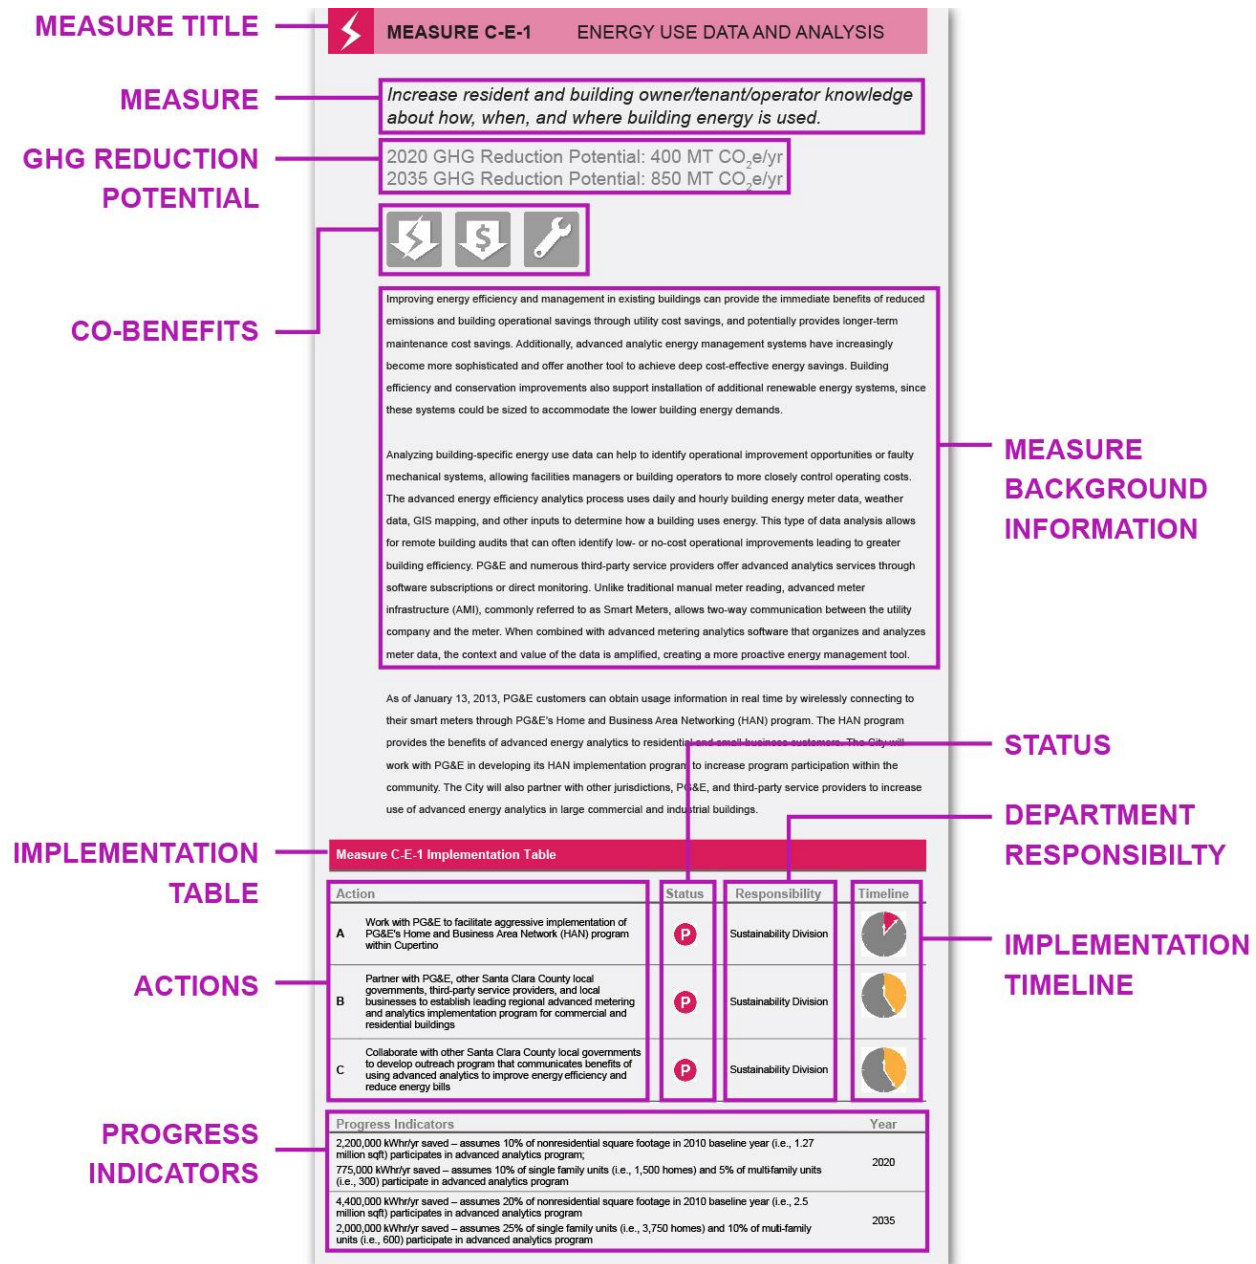 MEASURE TITLE
MEASURE C-E-1 ENERGY USE DATA AND ANALYSIS
MEASURE
Increase resident and building owner/tenant/operator knowledge
about how, when, and where building energy is used.
GHG REDUCTION
POTENTIAL
2020 GHG Reduction Potential: 400 MT CO₂e/yr
2035 GHG Reduction Potential: 850 MT CO₂e/yr
$
CO-BENEFITS
Improving energy efficiency and management in existing buildings can provide the immediate benefits of reduced
emissions and building operational savings through utility cost savings, and potentially provides longer-term
maintenance cost savings. Additionally, advanced analytic energy management systems have increasingly
become more sophisticated and offer another tool to achieve deep cost-effective energy savings. Building
efficiency and conservation improvements also support installation of additional renewable energy systems, since
these systems could be sized to accommodate the lower building energy demands.
Analyzing building-specific energy use data can help to identify operational improvement opportunities or faulty
mechanical systems, allowing facilities managers or building operators to more closely control operating costs.
The advanced energy efficiency analytics process uses daily and hourly building energy meter data, weather
data, GIS mapping, and other inputs to determine how a building uses energy. This type of data analysis allows
for remote building audits that can often identify low- or no-cost operational improvements leading to greater
building efficiency. PG&E and numerous third-party service providers offer advanced analytics services through
software subscriptions or direct monitoring. Unlike traditional manual meter reading, advanced meter
infrastructure (AMI), commonly referred to as Smart Meters, allows two-way communication between the utility
company and the meter. When combined with advanced metering analytics software that organizes and analyzes
meter data, the context and value of the data is amplified, creating a more proactive energy management tool.
MEASURE
BACKGROUND
INFORMATION
As of January 13, 2013, PG&E customers can obtain usage information in real time by wirelessly connecting to
their smart meters through PG&E's Home and Business Area Networking (HAN) program. The HAN program
provides the benefits of advanced energy analytics to residential and small business customers. The City will
work with PG&E in developing its HAN implementation program to increase program participation within the
community. The City will also partner with other jurisdictions, PG&E, and third-party service providers to increase
use of advanced energy analytics in large commercial and industrial buildings.
STATUS
DEPARTMENT
RESPONSIBILTY
IMPLEMENTATION
TABLE
Measure C-E-1 Implementation Table
Action Status Responsibility Timeline
ACTIONS
A Work with PG&E to facilitate aggressive implementation of
PG&E's Home and Business Area Network (HAN) program
within Cupertino
P Sustainability Division
B Partner with PG&E, other Santa Clara County local
governments, third-party service providers, and local
businesses to establish leading regional advanced metering
and analytics implementation program for commercial and
residential buildings
P Sustainability Division
C Collaborate with other Santa Clara County local governments
to develop outreach program that communicates benefits of
using advanced analytics to improve energy efficiency and
reduce energy bills
P Sustainability Division
IMPLEMENTATION
TIMELINE
PROGRESS
INDICATORS
Progress Indicators Year
2,200,000 kWhr/yr saved – assumes 10% of nonresidential square footage in 2010 baseline year (i.e., 1.27
million sqft) participates in advanced analytics program;
775,000 kWhr/yr saved – assumes 10% of single family units (i.e., 1,500 homes) and 5% of multi-family units
(i.e., 300) participate in advanced analytics program
2020
4,400,000 kWhr/yr saved – assumes 20% of nonresidential square footage in 2010 baseline year (i.e., 2.5
million sqft) participates in advanced analytics program
2,000,000 kWhr/yr saved – assumes 25% of single family units (i.e., 3,750 homes) and 10% of muti-family
units (i.e., 600) participate in advanced analytics program
2035